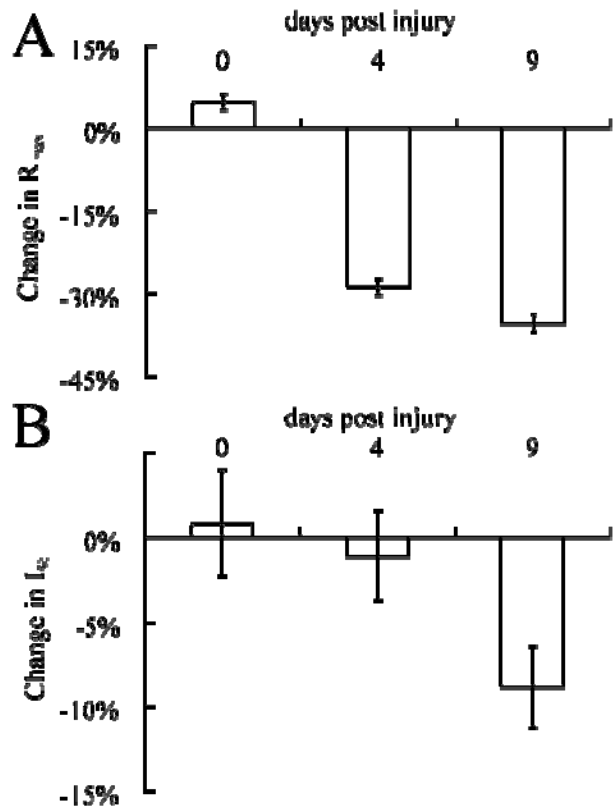 A
days post injury
15%
0 4 9
0%
-15%
-30%
-45%
Change in R
B
days post injury
0 4 9
0%
-5%
-10%
-15%
Change in